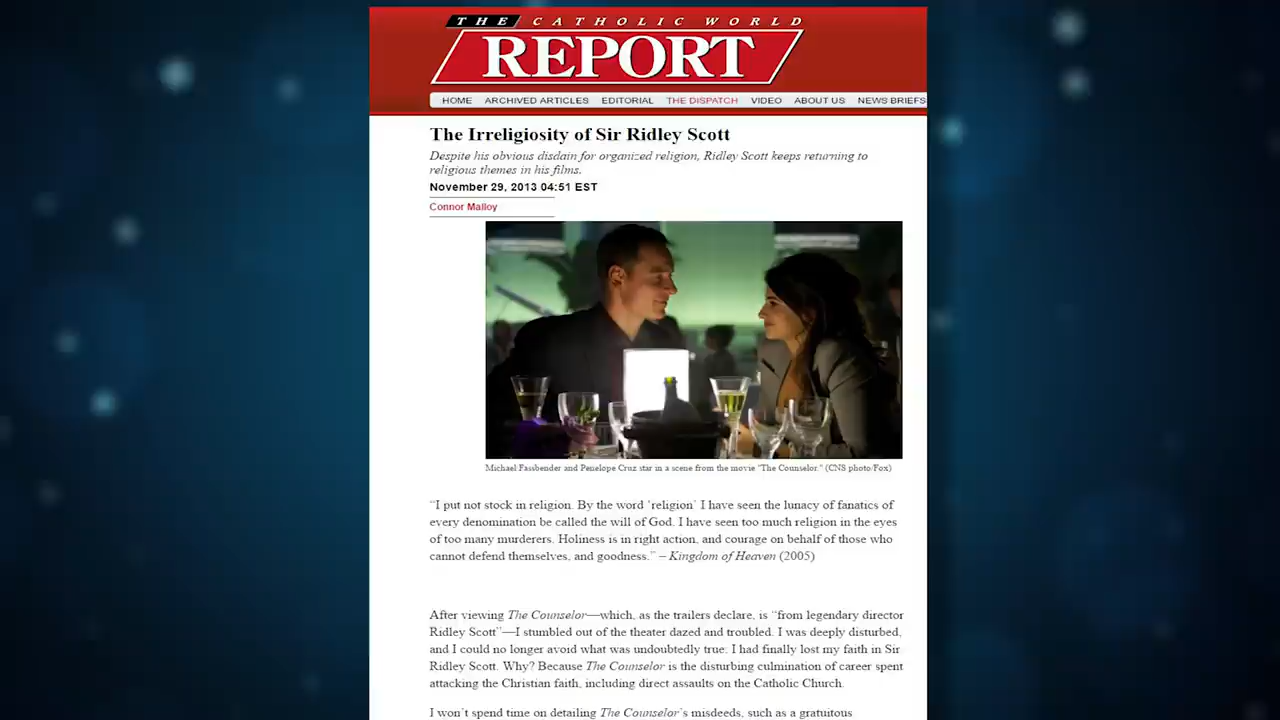 THE CATHOLIC WORLD
REPORT
HOME ARCHIVED ARTICLES EDITORIAL THE DISPATCH VIDEO ABOUT US NEWS BRIEFS
The Irreligiosity of Sir Ridley Scott
Despite his obvious disdain for organized religion, Ridley Scott keeps returning to
religious themes in his films.
November 29, 2013 04:51 EST
Connor Malloy
Michael Fassbender and Penelope Cruz star in a scene from the movie "The Counselor." (CNS photo/Fox)
“I put not stock in religion. By the word ‘religion’ I have seen the lunacy of fanatics of
every denomination be called the will of God. I have seen too much religion in the eyes
of too many murderers. Holiness is in right action, and courage on behalf of those who
cannot defend themselves, and goodness.” – Kingdom of Heaven (2005)
After viewing The Counselor—which, as the trailers declare, is “from legendary director
Ridley Scott”—I stumbled out of the theater dazed and troubled. I was deeply disturbed,
and I could no longer avoid what was undoubtedly true: I had finally lost my faith in Sir
Ridley Scott. Why? Because The Counselor is the disturbing culmination of career spent
attacking the Christian faith, including direct assaults on the Catholic Church.
I won’t spend time on detailing The Counselor’s misdeeds, such as a gratuitous